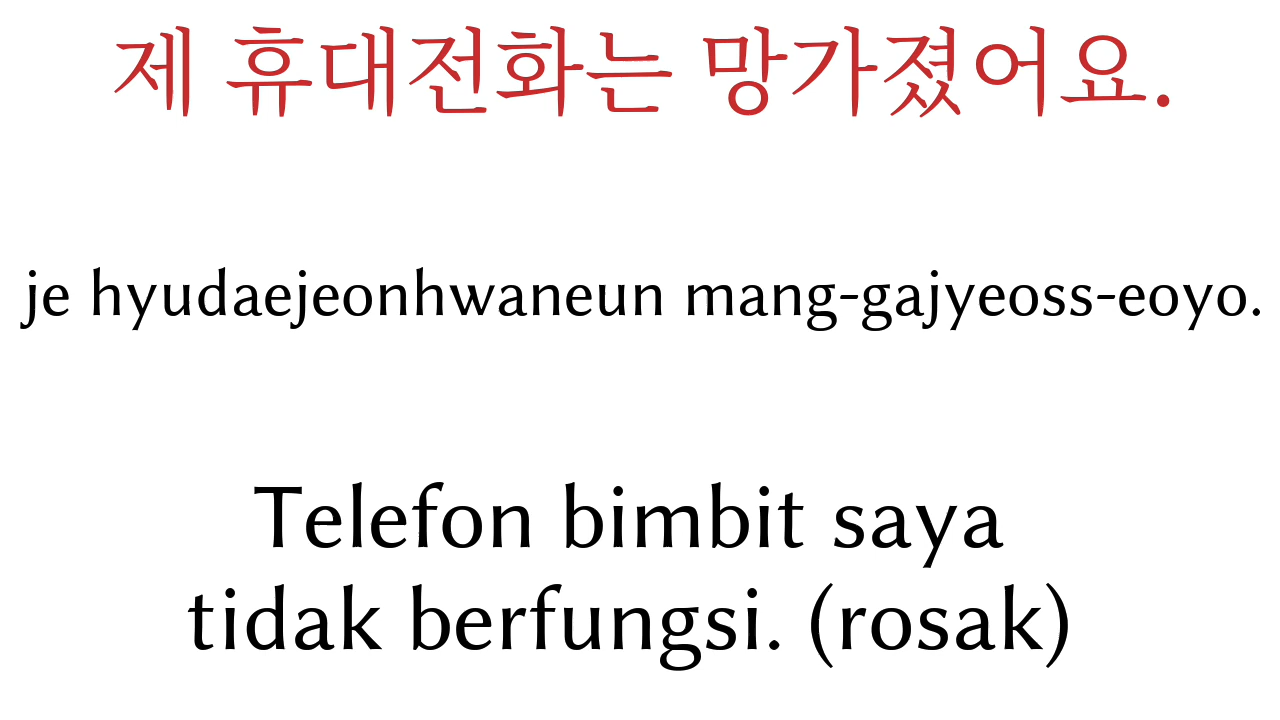 제 휴대전화는 망가졌어요.
je hyudaejeonhwaneun mang-gajyeoss-eoyo.
Telefon bimbit saya
tidak berfungsi. (rosak)